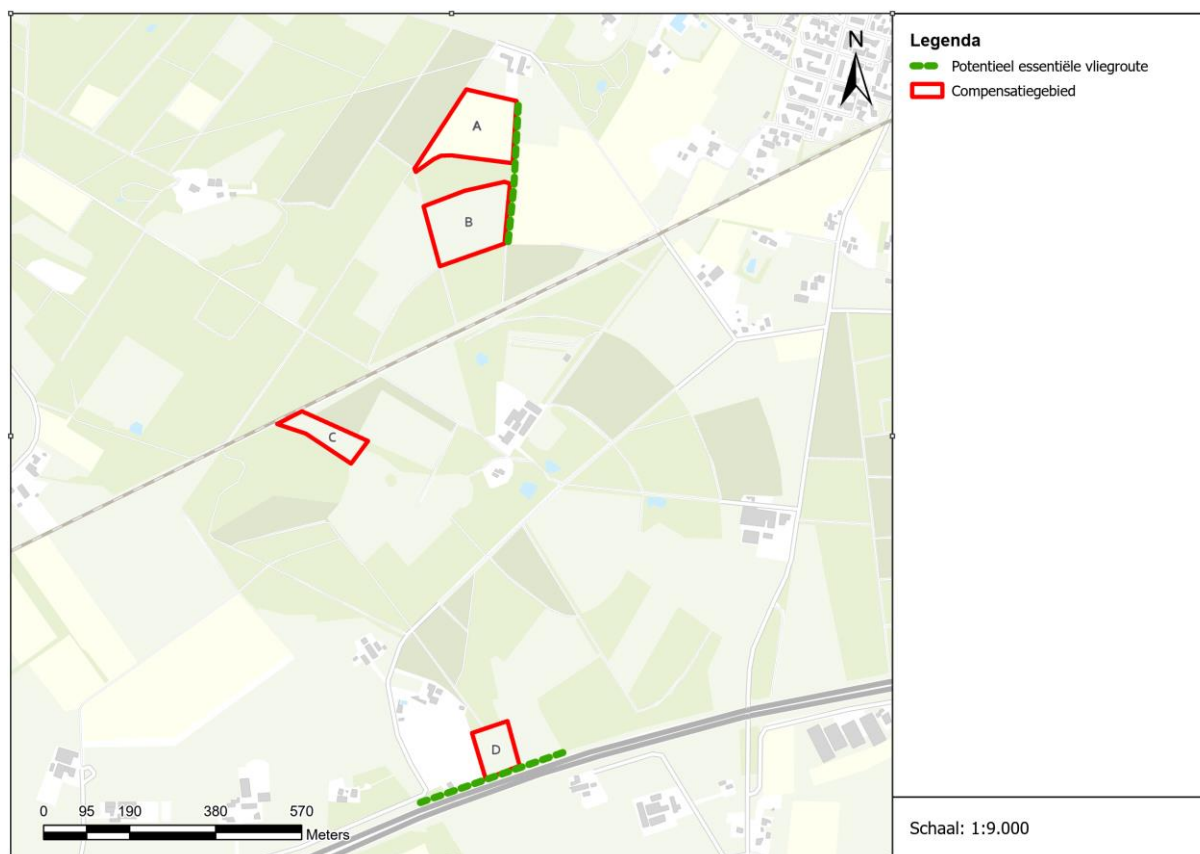 N
A
B
C
D
0 95 190 380 570
Meters
Legenda
Potentieel essentiële vliegroute
Compensatiegebied
Schaal: 1:9.000